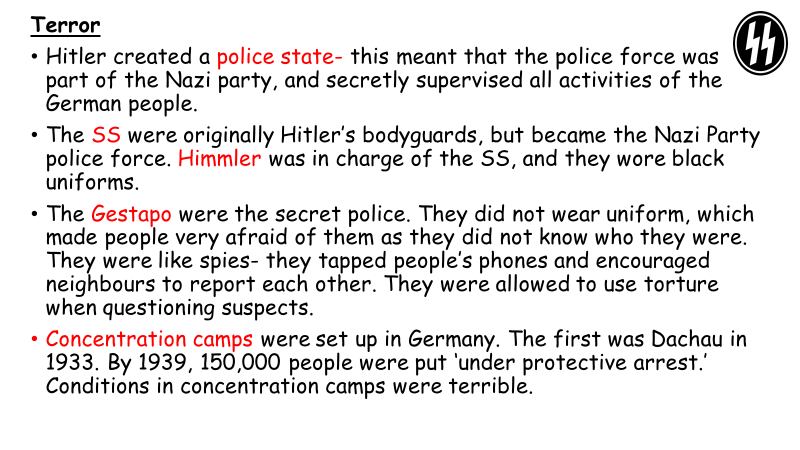 Terror
• Hitler created a police state- this meant that the police force was
part of the Nazi party, and secretly supervised all activities of the
German people.
• The SS were originally Hitler’s bodyguards, but became the Nazi Party
police force. Himmler was in charge of the SS, and they wore black
uniforms.
• The Gestapo were the secret police. They did not wear uniform, which
made people very afraid of them as they did not know who they were.
They were like spies- they tapped people’s phones and encouraged
neighbours to report each other. They were allowed to use torture
when questioning suspects.
• Concentration camps were set up in Germany. The first was Dachau in
1933. By 1939, 150,000 people were put ‘under protective arrest.’
Conditions in concentration camps were terrible.